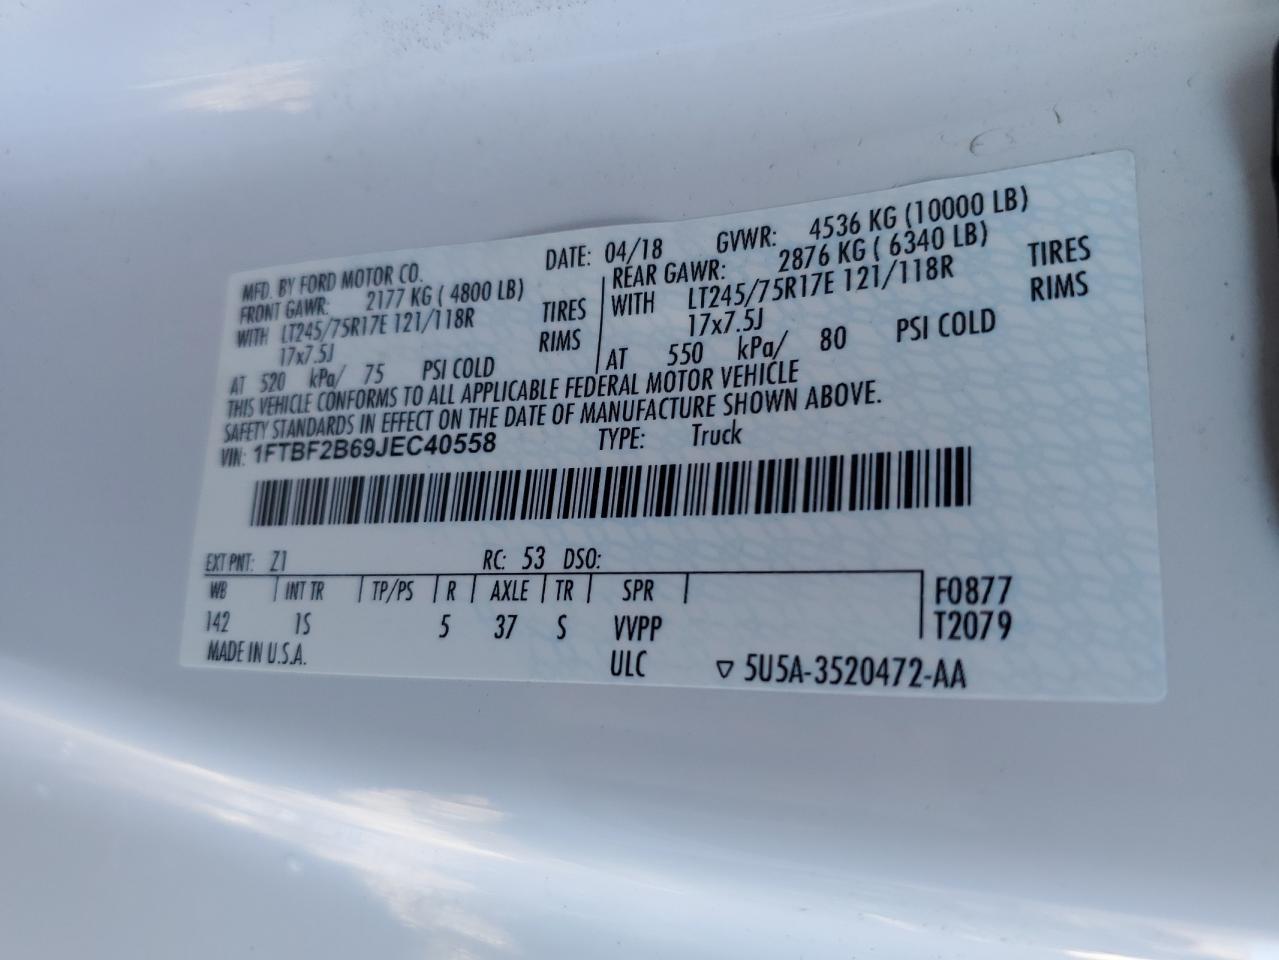 MFD. BY FORD MOTOR CO. DATE: 04/18 GVWR: 4536 KG (10000 LB)
FRONT GAWR: 2177 KG ( 4800 LB) REAR GAWR: 2876 KG ( 6340 LB)
WITH LT245/75R17E 121/118R TIRES WITH LT245/75R17E 121/118R TIRES
17x7.5J RIMS 17x7.5J RIMS
AT 520 kPa/ 75 PSI COLD AT 550 kPa/ 80 PSI COLD
THIS VEHICLE CONFORMS TO ALL APPLICABLE FEDERAL MOTOR VEHICLE
SAFETY STANDARDS IN EFFECT ON THE DATE OF MANUFACTURE SHOWN ABOVE.
VIN: 1FTBF2B69JEC40558 TYPE: Truck
EXT PNT: Z1 RC: 53 DSO:
WB INT TR TP/PS R AXLE TR SPR F0877
142 1S 5 37 S VVPP T2079
MADE IN U.S.A. ULC ▽ 5U5A-3520472-AA